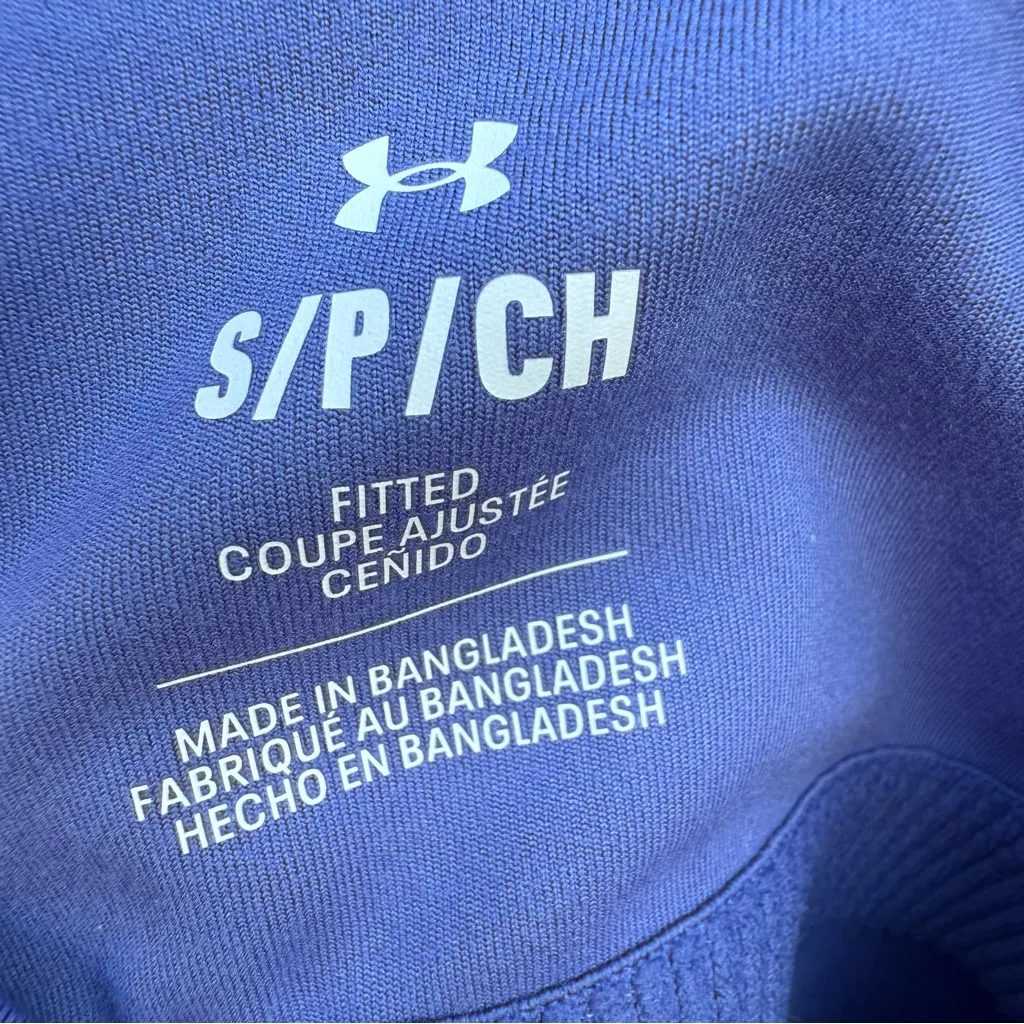 S/P/CH
FITTED
COUPE AJUSTÉE
CEÑIDO
MADE IN BANGLADESH
FABRIQUÉ AU BANGLADESH
HECHO EN BANGLADESH